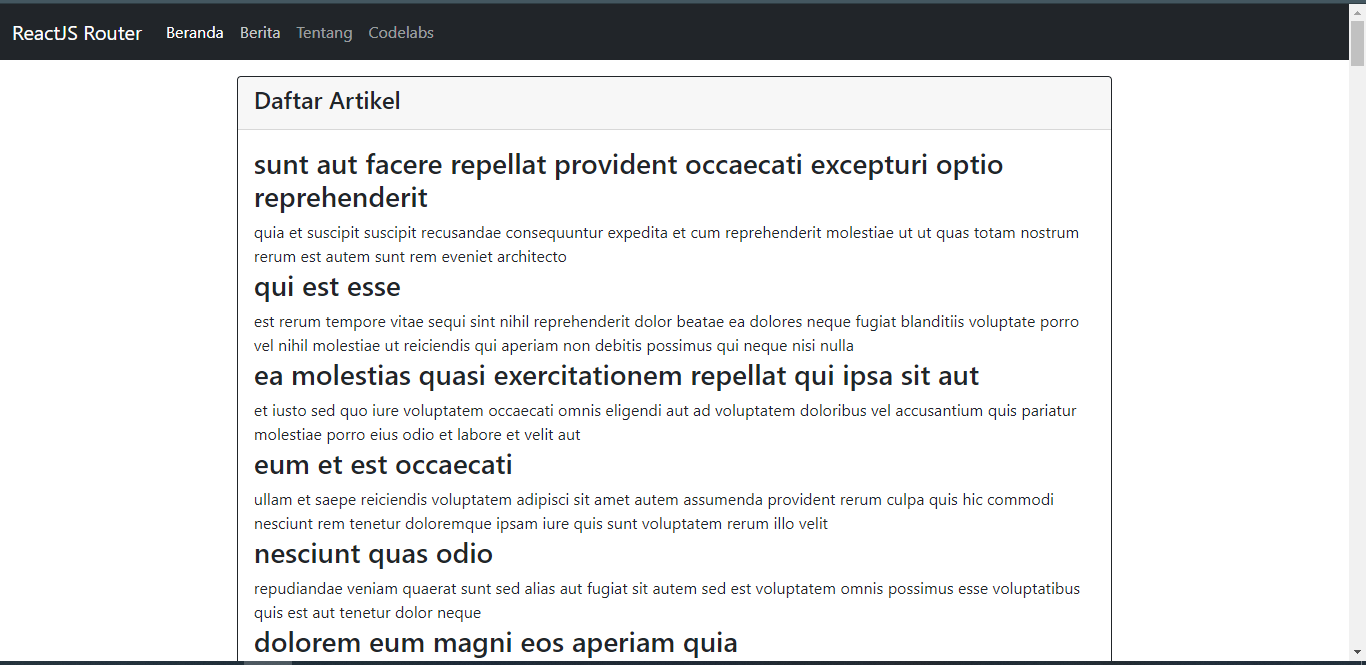 ReactJS Router Beranda Berita Tentang Codelabs
Daftar Artikel
sunt aut facere repellat provident occaecati excepturi optio
reprehenderit
quia et suscipit suscipit recusandae consequuntur expedita et cum reprehenderit molestiae ut ut quas totam nostrum
rerum est autem sunt rem eveniet architecto
qui est esse
est rerum tempore vitae sequi sint nihil reprehenderit dolor beatae ea dolores neque fugiat blanditiis voluptate porro
vel nihil molestiae ut reiciendis qui aperiam non debitis possimus qui neque nisi nulla
ea molestias quasi exercitationem repellat qui ipsa sit aut
et iusto sed quo iure voluptatem occaecati omnis eligendi aut ad voluptatem doloribus vel accusantium quis pariatur
molestiae porro eius odio et labore et velit aut
eum et est occaecati
ullam et saepe reiciendis voluptatem adipisci sit amet autem assumenda provident rerum culpa quis hic commodi
nesciunt rem tenetur doloremque ipsam iure quis sunt voluptatem rerum illo velit
nesciunt quas odio
repudiandae veniam quaerat sunt sed alias aut fugiat sit autem sed est voluptatem omnis possimus esse voluptatibus
quis est aut tenetur dolor neque
dolorem eum magni eos aperiam quia